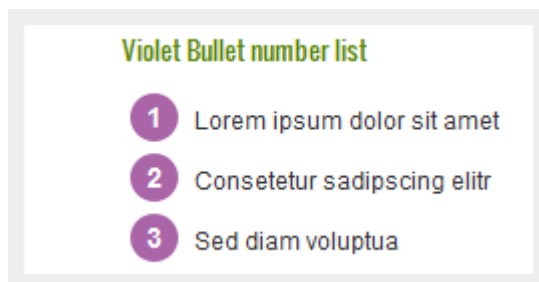 Violet Bullet number list
1 Lorem ipsum dolor sit amet
2 Consetetur sadipscing elitr
3 Sed diam voluptua